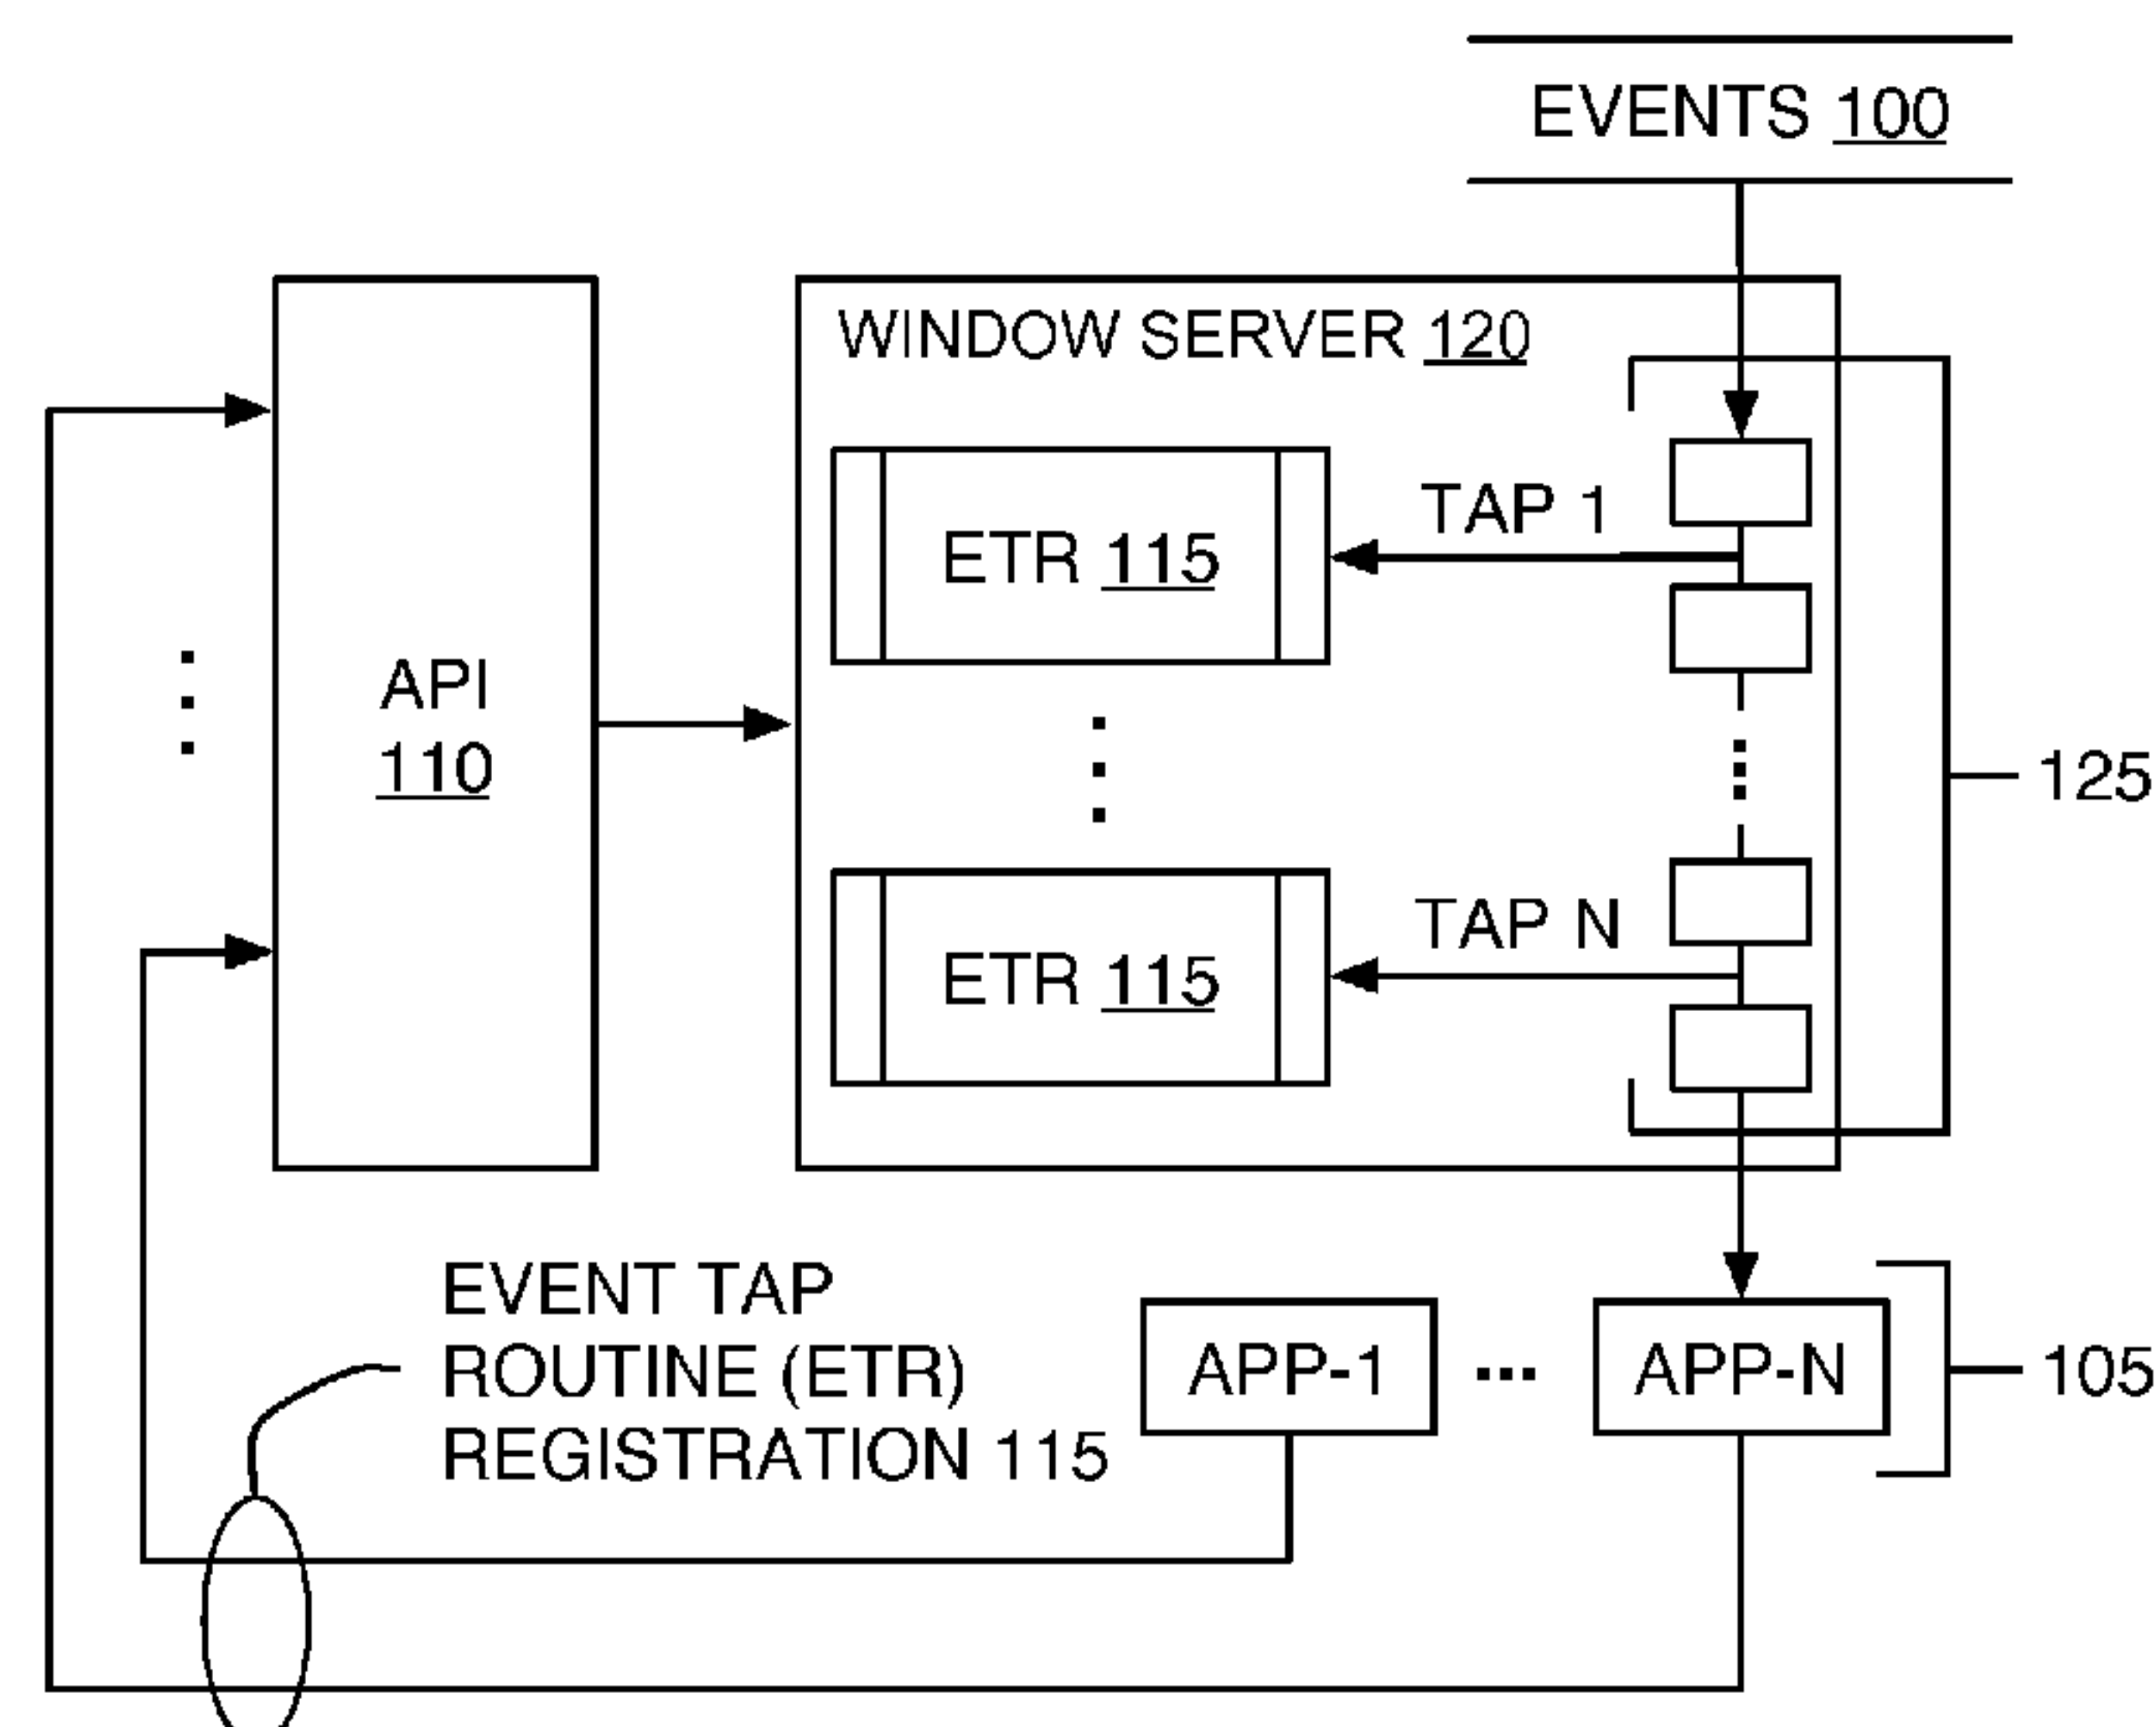 EVENTS 100
WINDOW SERVER 120
TAP 1
ETR 115
API
110
125
TAP N
ETR 115
EVENT TAP
ROUTINE (ETR)
REGISTRATION 115
APP-1 ... APP-N
105